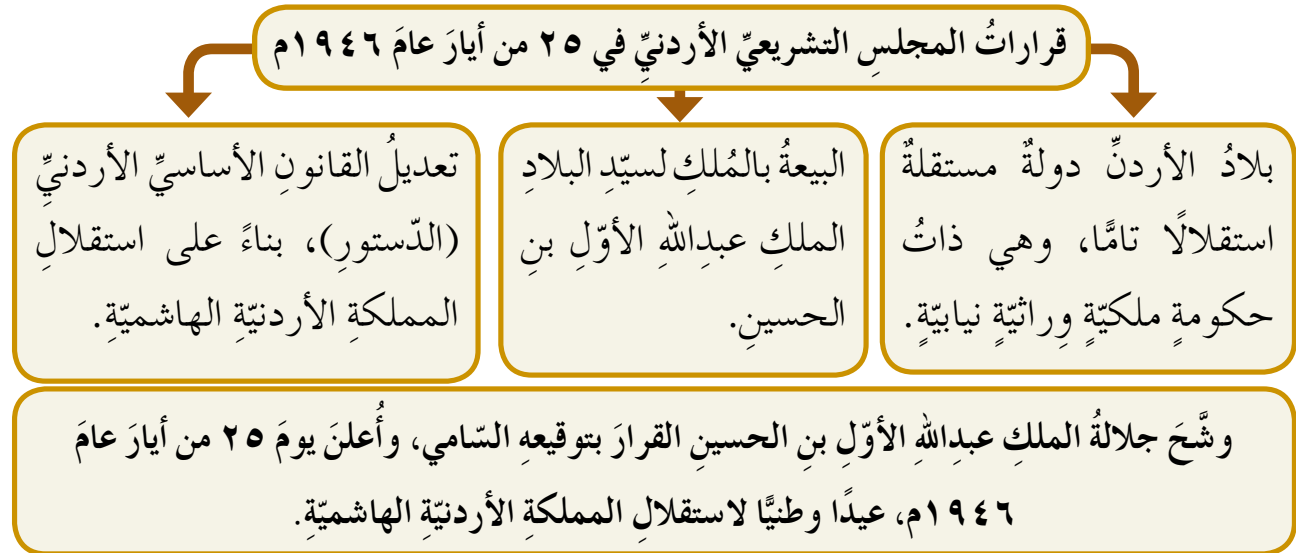 قراراتُ المجلسِ التشريعيِّ الأردنيِّ في ٢٥ من أيارَ عامَ ١٩٤٦م
بلادُ الأردنِّ دولةٌ مستقلةٌ
استقلالًا تامًّا، وهي ذاتُ
حكومةٍ ملكيّةٍ وِراثيّةٍ نيابيّةٍ.
البيعةُ بالمُلكِ لسيّدِ البلادِ
الملكِ عبدِاللهِ الأوّلِ بنِ
الحسينِ.
تعديلُ القانونِ الأساسيِّ الأردنيِّ
(الدّستورِ)، بناءً على استقلالِ
المملكةِ الأردنيّةِ الهاشميّةِ.
وشَّحَ جلالةُ الملكِ عبدِاللهِ الأوّلِ بنِ الحسينِ القرارَ بتوقيعهِ السّامي، وأُعلنَ يومَ ٢٥ من أيارَ عامَ
١٩٤٦م، عيدًا وطنيًّا لاستقلالِ المملكةِ الأردنيّةِ الهاشميّةِ.